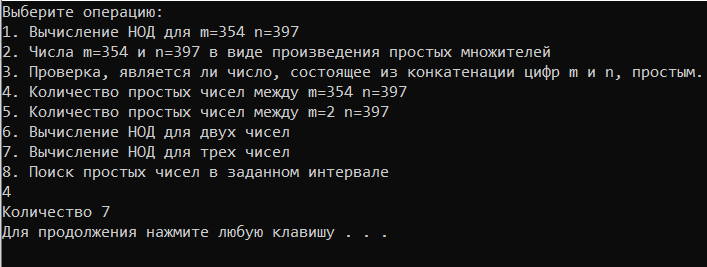 Выберите операцию:
1. Вычисление НОД для m=354 n=397
2. Числа m=354 и n=397 в виде произведения простых множителей
3. Проверка, является ли число, состоящее из конкатенации цифр m и n, простым.
4. Количество простых чисел между m=354 n=397
5. Количество простых чисел между m=2 n=397
6. Вычисление НОД для двух чисел
7. Вычисление НОД для трех чисел
8. Поиск простых чисел в заданном интервале
4
Количество 7
Для продолжения нажмите любую клавишу . . .